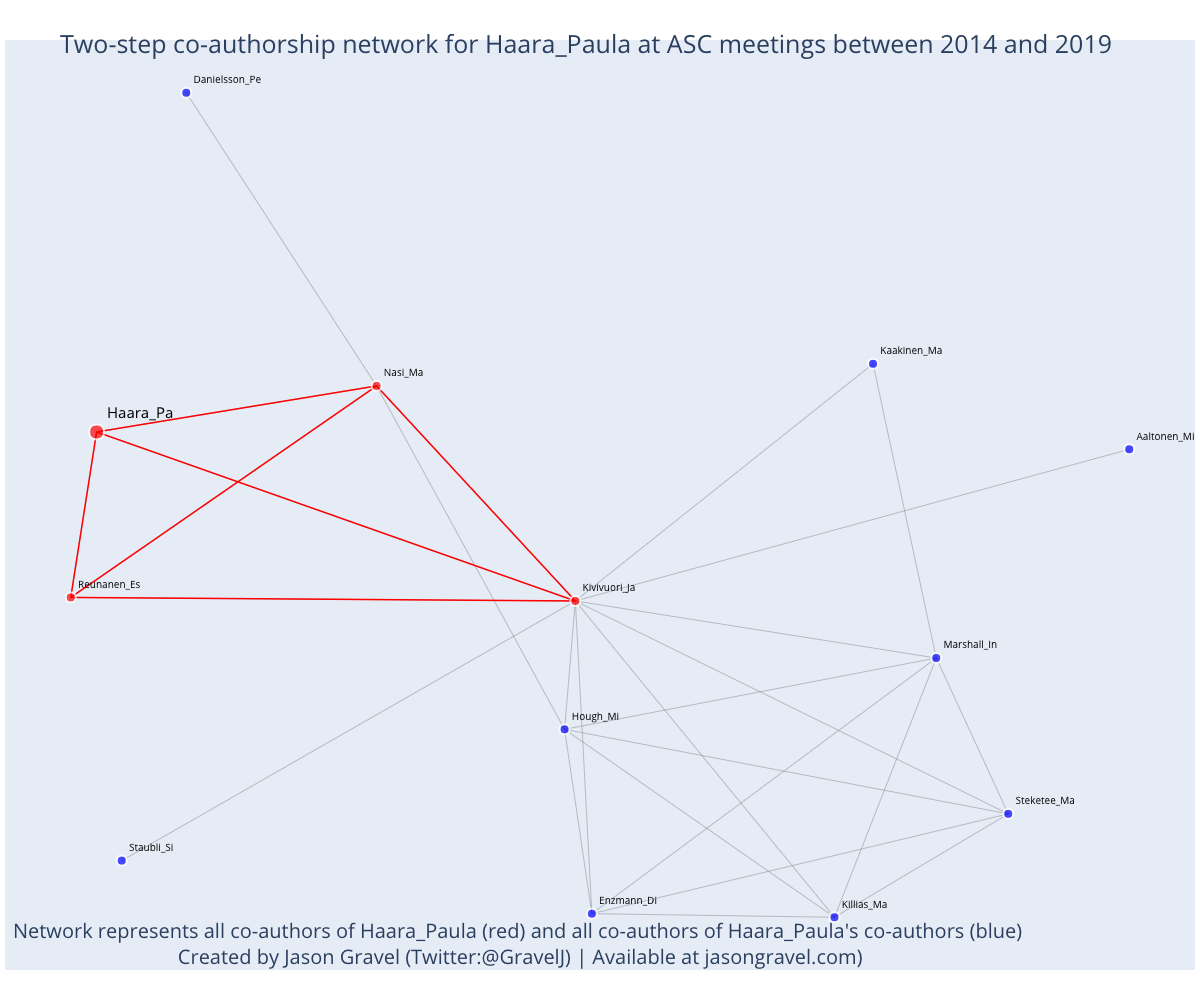 Two-step co-authorship network for Haara_Paula at ASC meetings between 2014 and 2019
Danielsson_Pe
Kaakinen_Ma
Nasi_Ma
Haara_Pa
Aaltonen_Mi
Reunanen_Es
Kivivuori_Ja
Marshall_In
Hough_Mi
Steketee_Ma
Staubli_Si
Enzmann_Di
Killias_Ma
Network represents all co-authors of Haara_Paula (red) and all co-authors of Haara_Paula's co-authors (blue)
Created by Jason Gravel (Twitter:@GravelJ) | Available at jasongravel.com)